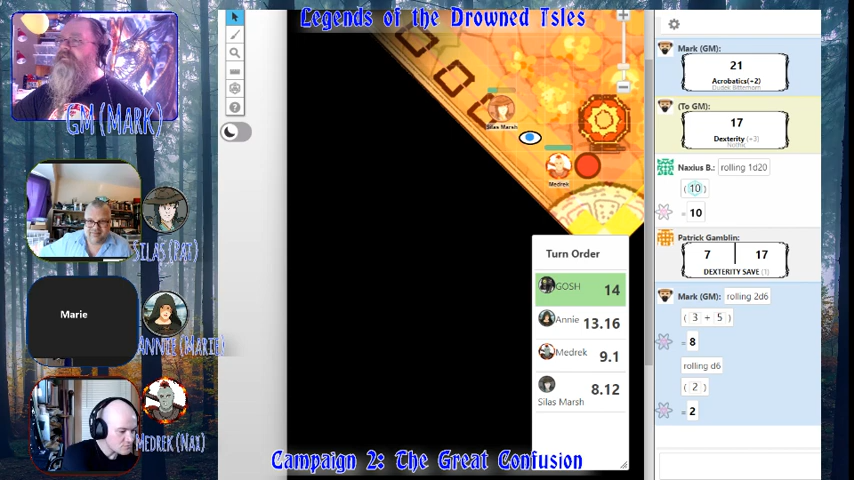 Legends of the Drowned Isles
GM (MARK)
SILAS (PAT)
Marie
ANNIE (MARIE)
MEDREK (NAX)
Silas Marsh
Medrek
Turn Order
GOSH 14
Annie 13.16
Medrek 9.1
Silas Marsh 8.12
Campaign 2: The Great Confusion
Mark (GM):
21
Acrobatics(+2)
Dudek Bitterhorn
(To GM):
17
Dexterity (+3)
Nothic
Naxius B.: rolling 1d20
(10)
= 10
Patrick Gamblin:
7 17
DEXTERITY SAVE (1)
Mark (GM): rolling 2d6
(3 + 5)
= 8
rolling d6
(2)
= 2